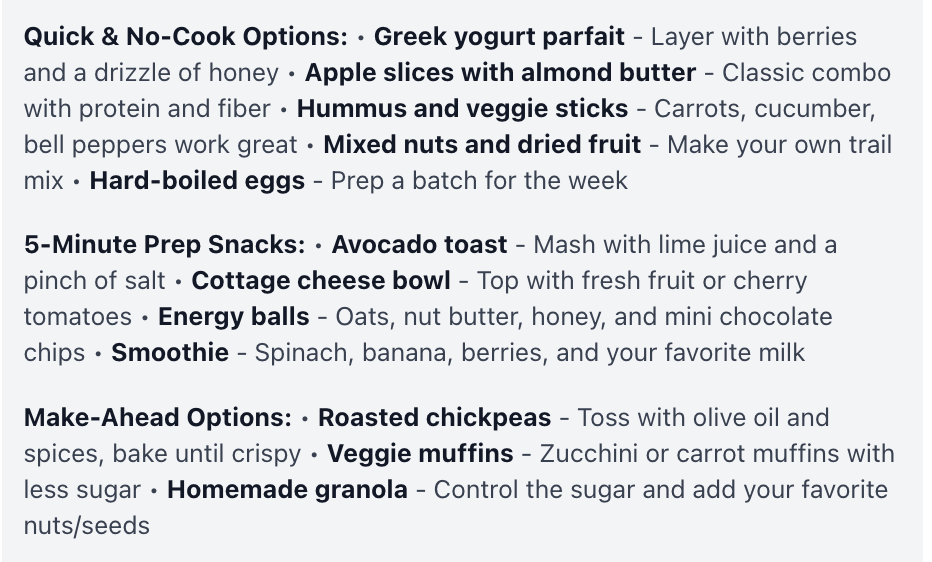 Quick & No-Cook Options: • Greek yogurt parfait - Layer with berries
and a drizzle of honey • Apple slices with almond butter - Classic combo
with protein and fiber • Hummus and veggie sticks - Carrots, cucumber,
bell peppers work great • Mixed nuts and dried fruit - Make your own trail
mix • Hard-boiled eggs - Prep a batch for the week
5-Minute Prep Snacks: • Avocado toast - Mash with lime juice and a
pinch of salt • Cottage cheese bowl - Top with fresh fruit or cherry
tomatoes • Energy balls - Oats, nut butter, honey, and mini chocolate
chips • Smoothie - Spinach, banana, berries, and your favorite milk
Make-Ahead Options: • Roasted chickpeas - Toss with olive oil and
spices, bake until crispy • Veggie muffins - Zucchini or carrot muffins with
less sugar • Homemade granola - Control the sugar and add your favorite
nuts/seeds